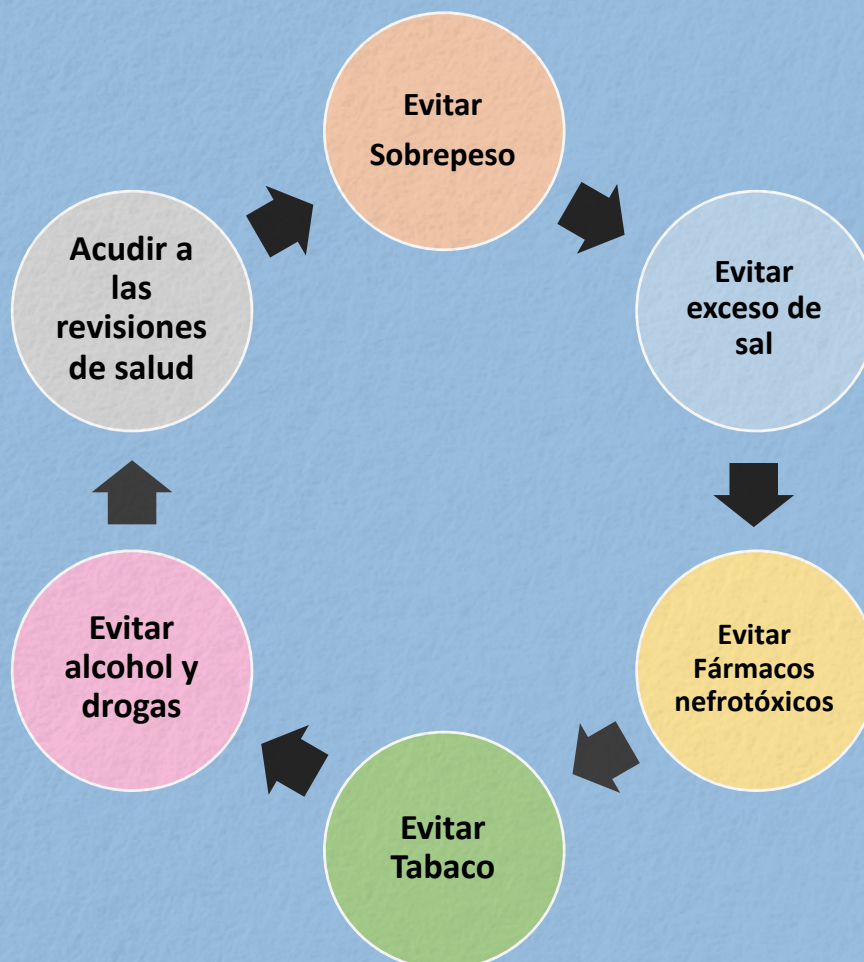 Evitar
Sobrepeso
Evitar
exceso de
sal
Evitar
Fármacos
nefrotóxicos
Evitar
Tabaco
Evitar
alcohol y
drogas
Acudir a
las
revisiones
de salud